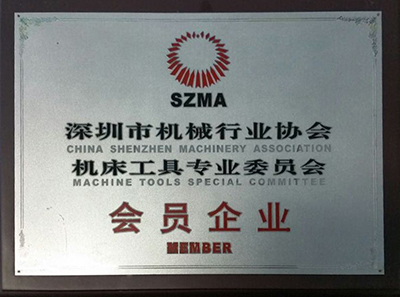 SZMA
深圳市机械行业协会
CHINA SHENZHEN MACHINERY ASSOCIATION
机床工具专业委员会
MACHINE TOOLS SPECIAL COMMITTEE
会员企业
MEMBER